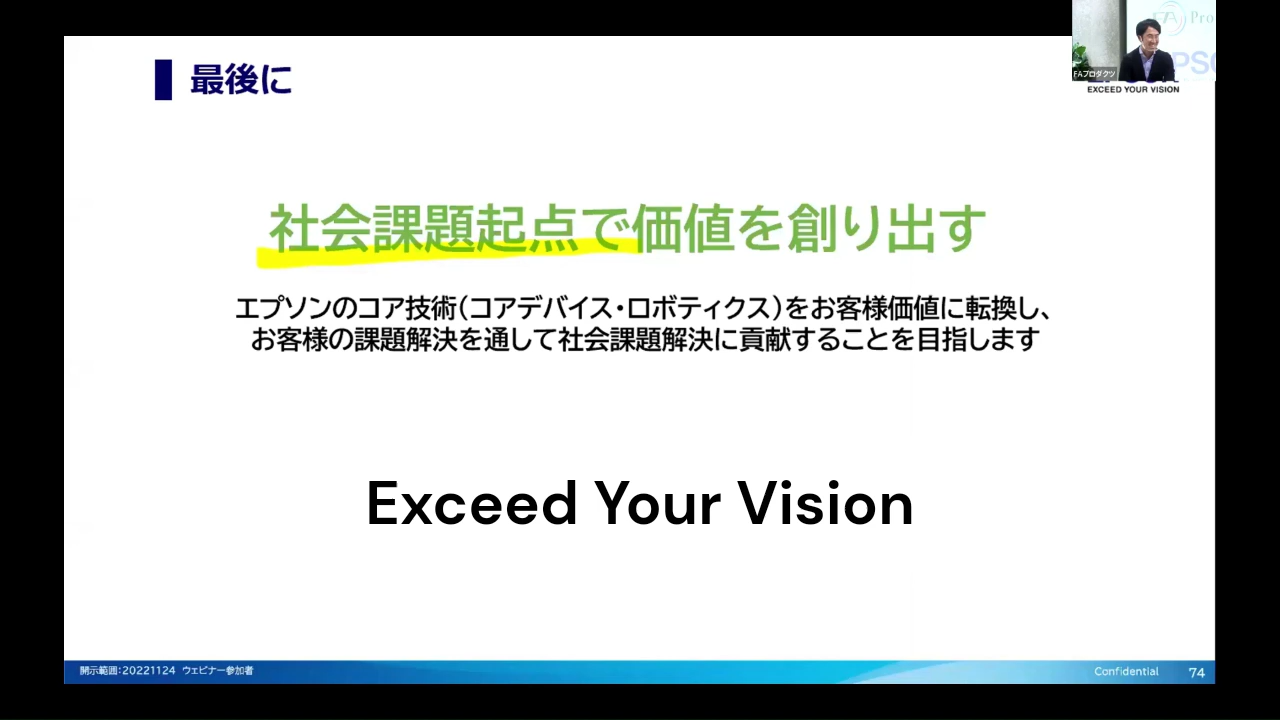 最後に
FAプロダクツ
EXCEED YOUR VISION
社会課題起点で価値を創り出す
エプソンのコア技術（コアデバイス・ロボティクス）をお客様価値に転換し、
お客様の課題解決を通して社会課題解決に貢献することを目指します
Exceed Your Vision
開示範囲：20221124 ウェビナー参加者
Confidential 74